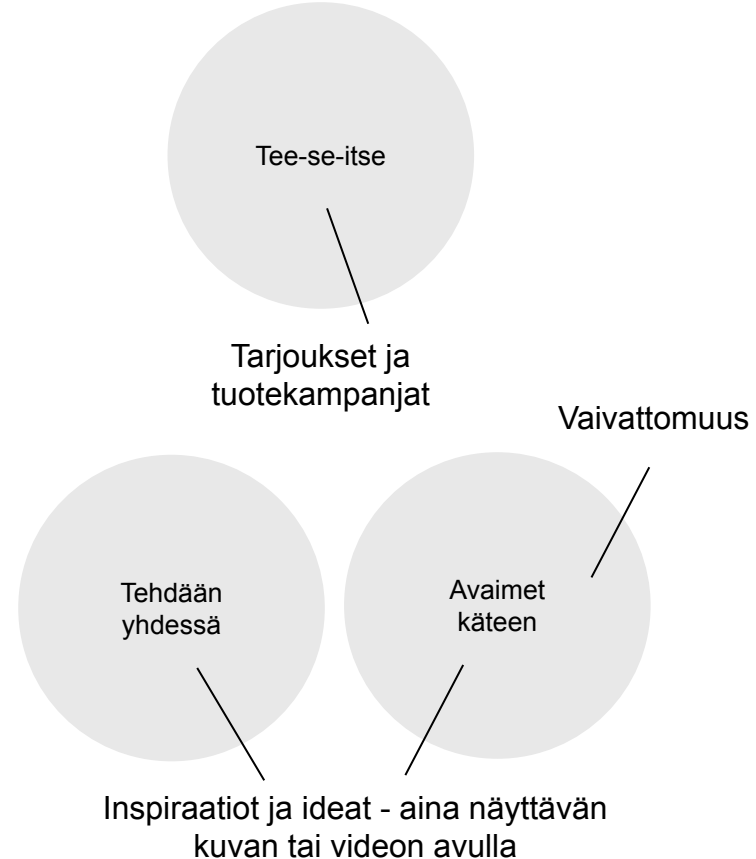 Tee-se-itse
Tarjoukset ja
tuotekampanjat
Vaivattomuus
Tehdään
yhdessä
Avaimet
käteen
Inspiraatiot ja ideat - aina näyttävän
kuvan tai videon avulla